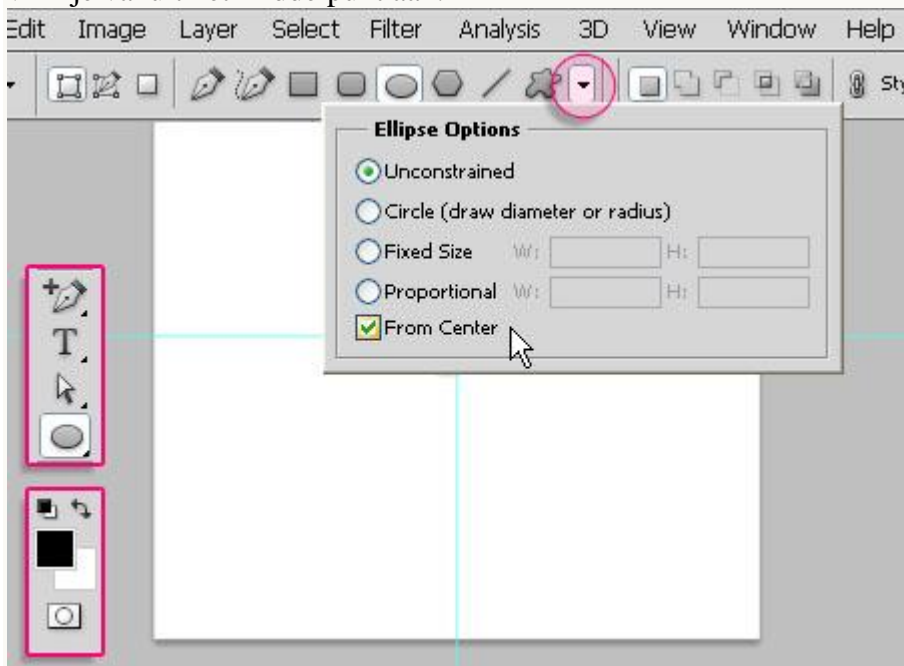 Edit Image Layer Select Filter Analysis 3D View Window Help
Sty
Ellipse Options
Unconstrained
Circle (draw diameter or radius)
Fixed Size W: H:
Proportional W: H:
From Center
T